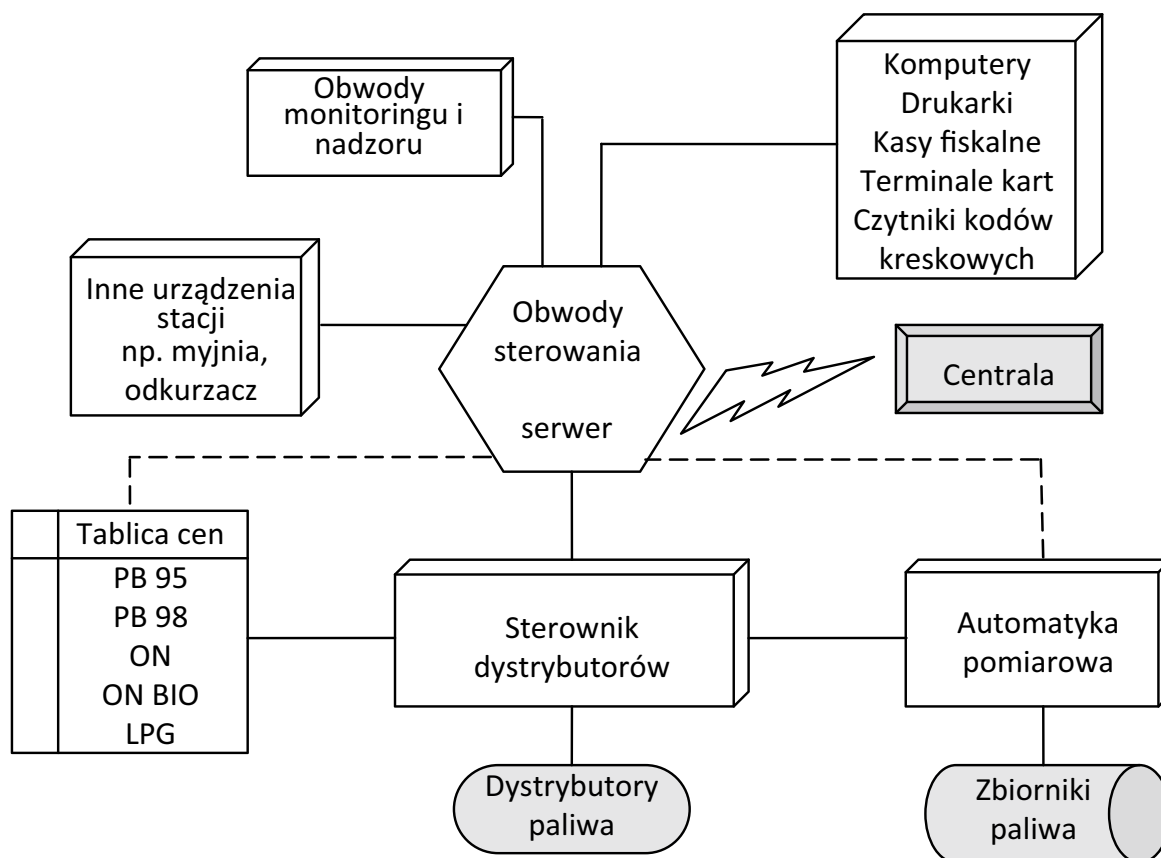 Obwody
monitoringu i
nadzoru
Komputery
Drukarki
Kasy fiskalne
Terminale kart
Czytniki kodów
kreskowych
Inne urządzenia
stacji
np. myjnia,
odkurzacz
Obwody
sterowania
serwer
Centrala
Tablica cen
PB 95
PB 98
ON
ON BIO
LPG
Sterownik
dystrybutorów
Automatyka
pomiarowa
Dystrybutory
paliwa
Zbiorniki
paliwa